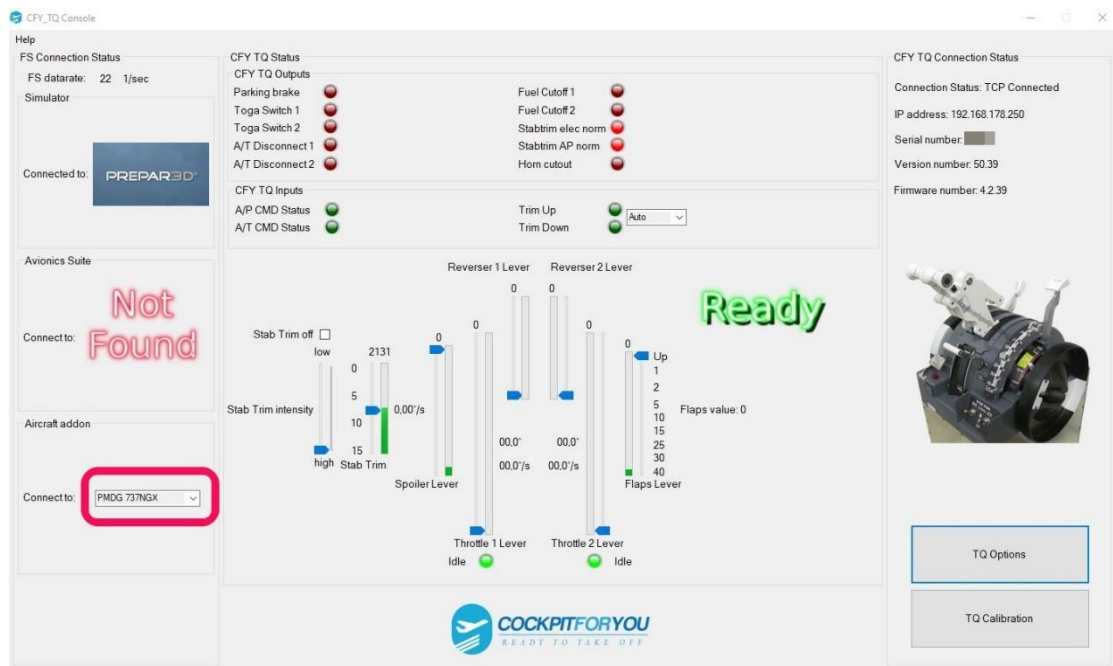 CFY_TQ Console
Help
FS Connection Status
FS datarate: 22 1/sec
Simulator
Connected to: PREPAR3D
Avionics Suite
Connect to: Not Found
Aircraft addon
Connect to: PMDG 737NGX
CFY TQ Status
CFY TQ Outputs
Parking brake
Toga Switch 1
Toga Switch 2
A/T Disconnect 1
A/T Disconnect 2
Fuel Cutoff 1
Fuel Cutoff 2
Stabtrim elec norm
Stabtrim AP norm
Horn cutout
CFY TQ Inputs
A/P CMD Status
A/T CMD Status
Trim Up
Trim Down
Auto
Reverser 1 Lever
Reverser 2 Lever
0
0
Ready
Stab Trim off
low
2131
0
5
10
15
Stab Trim intensity
0,00°/s
high
Stab Trim
0
Spoiler Lever
0
0
00,0°
00,0°
00,0°/s
00,0°/s
Throttle 1 Lever
Throttle 2 Lever
Idle
Idle
0
Up
1
2
5
10
15
25
30
40
Flaps value: 0
Flaps Lever
COCKPITFORYOU
READY TO TAKE OFF
CFY TQ Connection Status
Connection Status: TCP Connected
IP address: 192.168.178.250
Serial number:
Version number: 50.39
Firmware number: 4.2.39
TQ Options
TQ Calibration